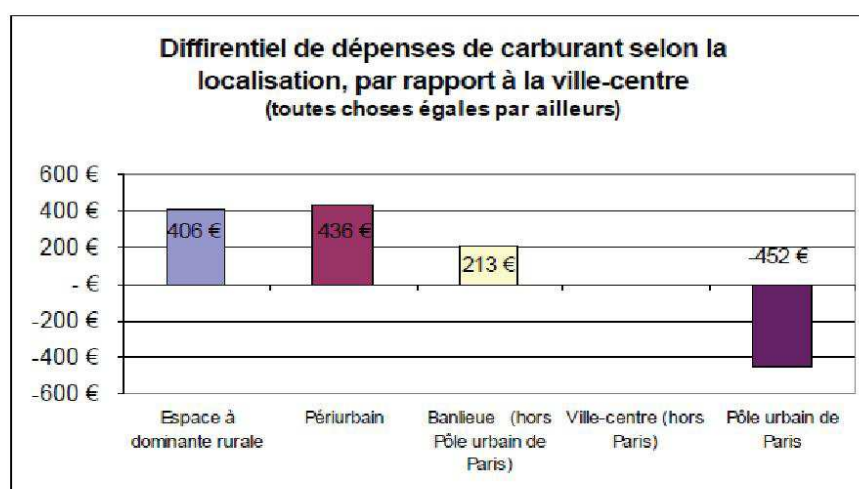 Diffirentiel de dépenses de carburant selon la
localisation, par rapport à la ville-centre
(toutes choses égales par ailleurs)
600 €
400 €
200 €
- €
-200 €
-400 €
-600 €
406 €
436 €
213 €
-452 €
Espace à
dominante rurale
Périurbain
Banlieue (hors
Pôle urbain de
Paris)
Ville-centre (hors
Paris)
Pôle urbain de
Paris